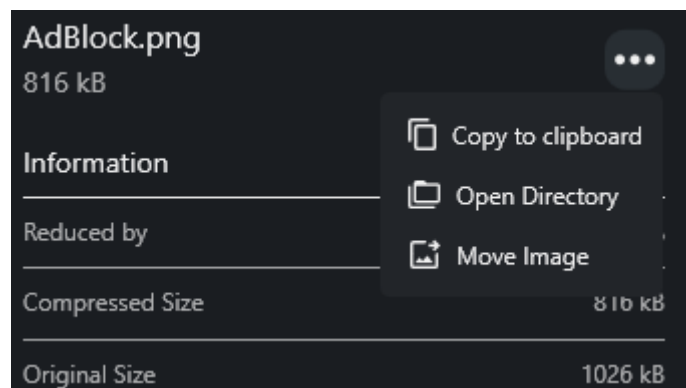 AdBlock.png
816 kB
Copy to clipboard
Information
Open Directory
Reduced by
Move Image
Compressed Size 816 kB
Original Size 1026 kB